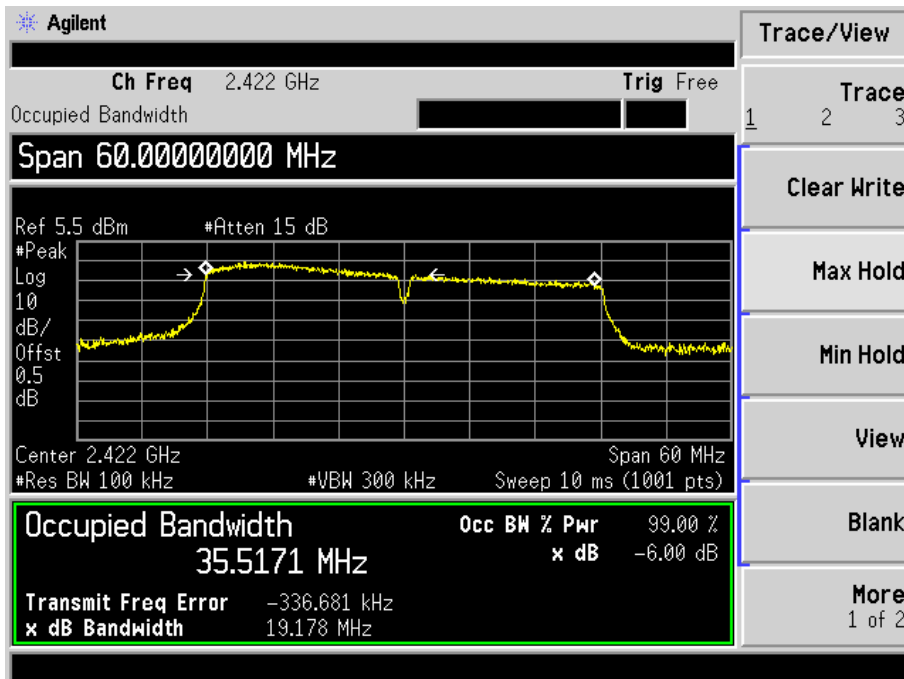 Agilent
Trace/View
Ch Freq 2.422 GHz Trig Free
Occupied Bandwidth
Trace
1 2 3
Span 60.00000000 MHz
Clear Write
Ref 5.5 dBm #Atten 15 dB
#Peak
Log
10
dB/
Offst
0.5
dB
Max Hold
Min Hold
View
Center 2.422 GHz Span 60 MHz
#Res BW 100 kHz #VBW 300 kHz Sweep 10 ms (1001 pts)
Occupied Bandwidth Occ BW % Pwr 99.00 %
35.5171 MHz x dB -6.00 dB
Blank
Transmit Freq Error -336.681 kHz
x dB Bandwidth 19.178 MHz
More
1 of 2